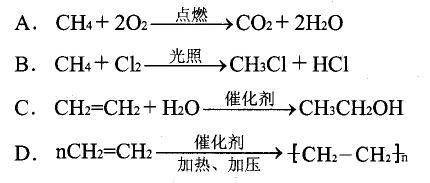 A. CH₄ + 2O₂ —点燃→ CO₂ + 2H₂O
B. CH₄ + Cl₂ —光照→ CH₃Cl + HCl
C. CH₂=CH₂ + H₂O —催化剂→ CH₃CH₂OH
D. nCH₂=CH₂ —催化剂/加热、加压→ ⁅CH₂−CH₂⁆n